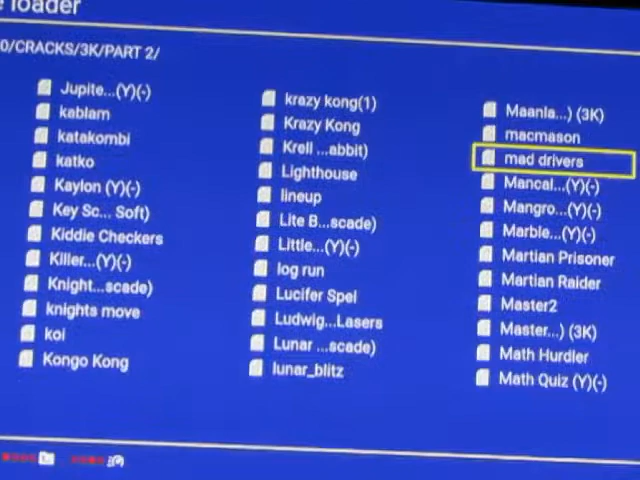 loader
0/CRACKS/3K/PART 2/
Jupite...(Y)(-)
kablam
katakombi
katko
Kaylon (Y)(-)
Key Sc... Soft)
Kiddie Checkers
Killer...(Y)(-)
Knight...scade)
knights move
koi
Kongo Kong
krazy kong(1)
Krazy Kong
Krell ...abbit)
Lighthouse
lineup
Lite B...scade)
Little...(Y)(-)
log run
Lucifer Spel
Ludwig...Lasers
Lunar ...scade)
lunar_blitz
Maanla...) (3K)
macmason
mad drivers
Mancal...(Y)(-)
Mangro...(Y)(-)
Marble...(Y)(-)
Martian Prisoner
Martian Raider
Master2
Master...) (3K)
Math Hurdler
Math Quiz (Y)(-)